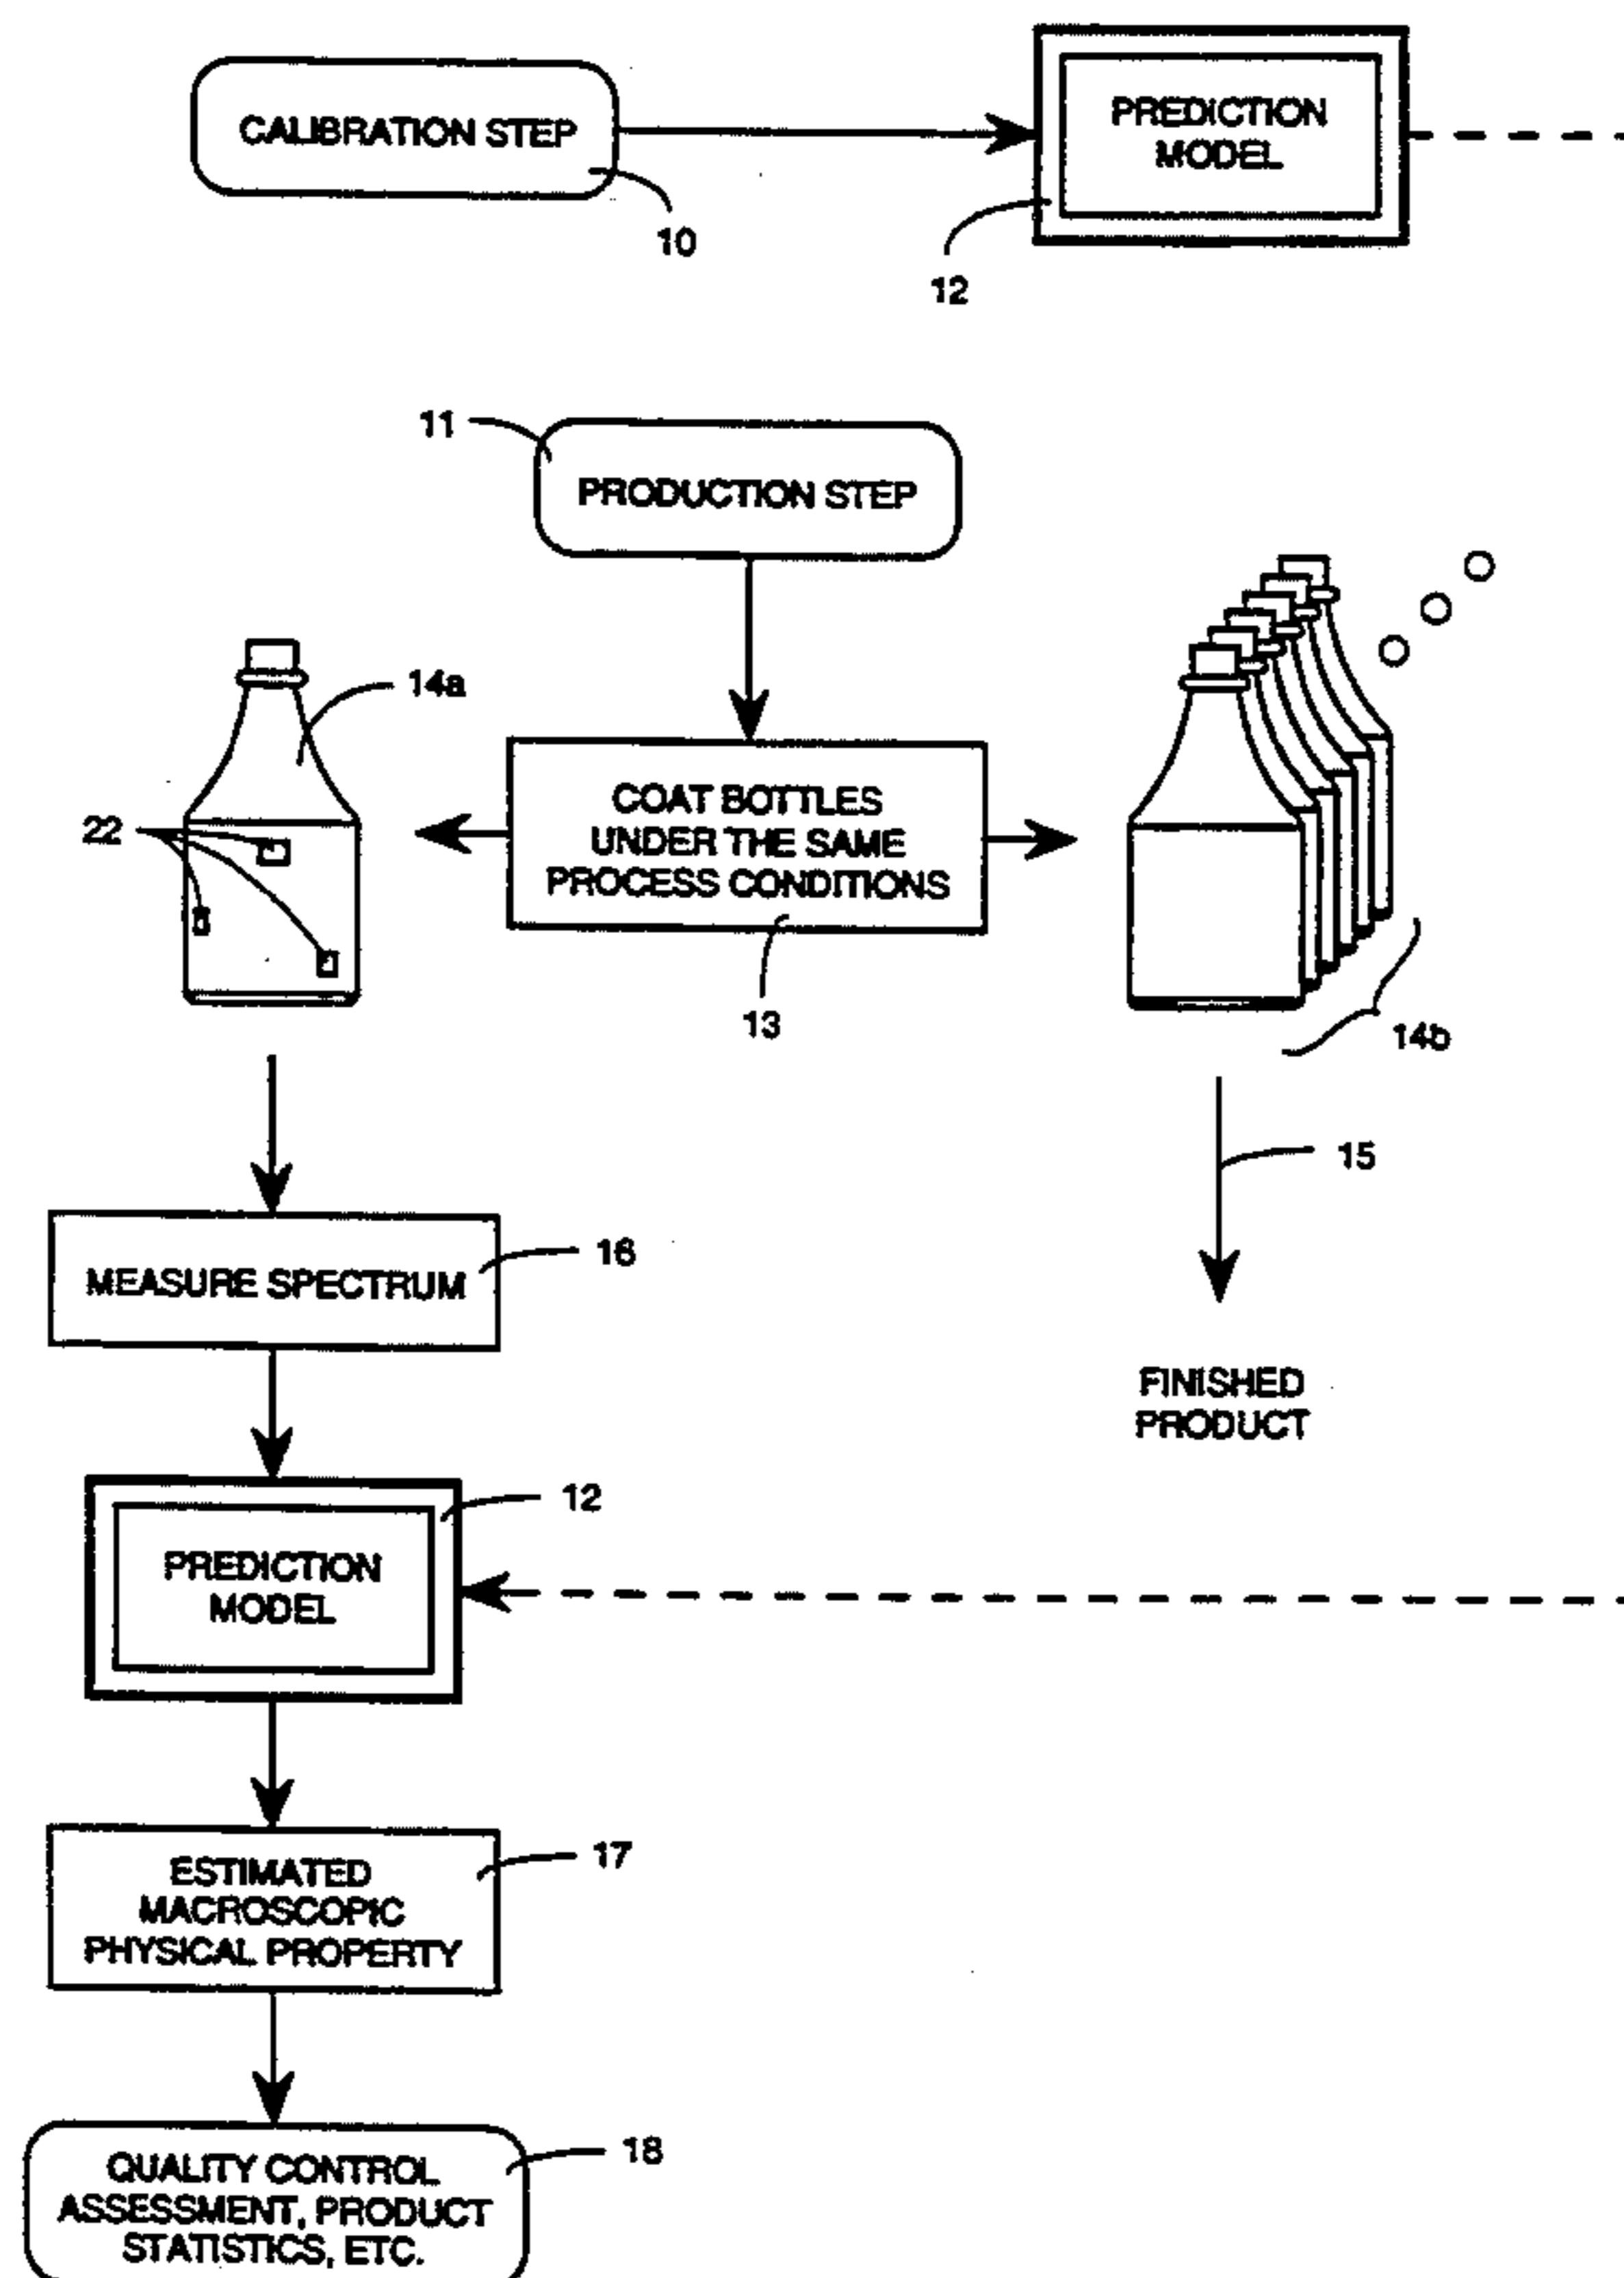 CALIBRATION STEP
10
PREDICTION
MODEL
12
11
PRODUCTION STEP
14a
22
COAT BOTTLES
UNDER THE SAME
PROCESS CONDITIONS
13
14b
15
16
MEASURE SPECTRUM
FINISHED
PRODUCT
12
PREDICTION
MODEL
17
ESTIMATED
MACROSCOPIC
PHYSICAL PROPERTY
18
QUALITY CONTROL
ASSESSMENT, PRODUCT
STATISTICS, ETC.